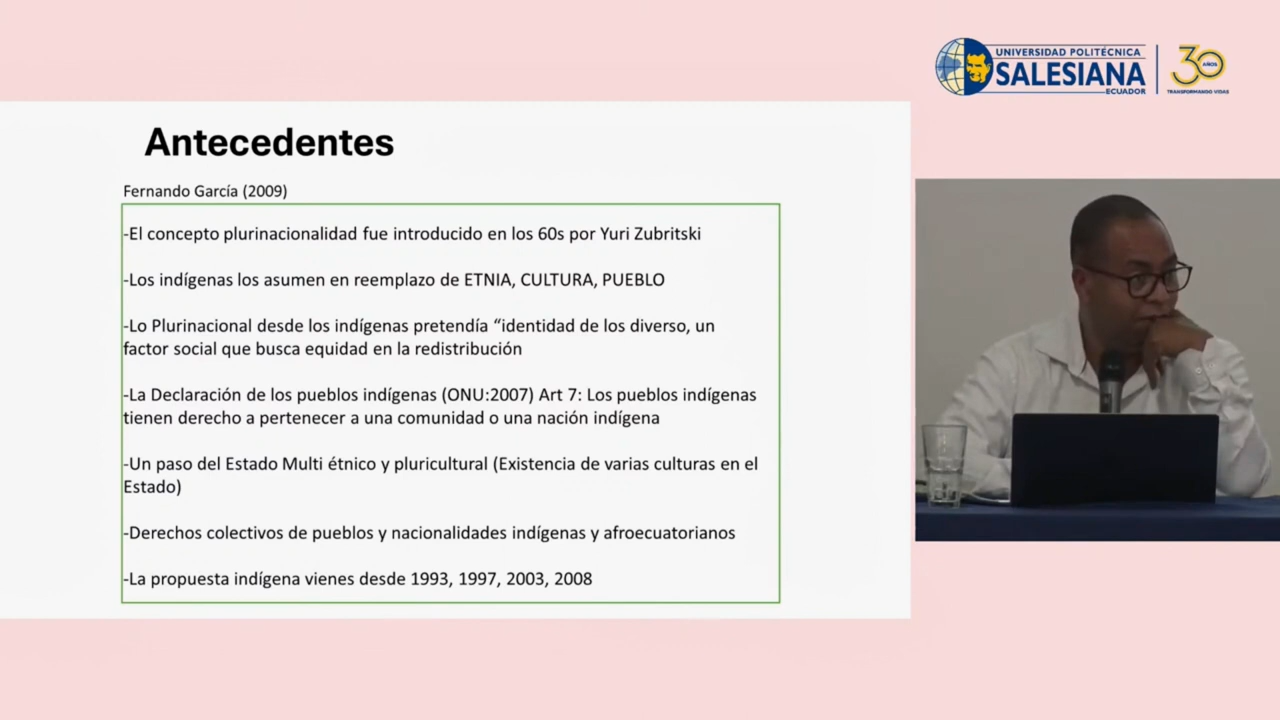 UNIVERSIDAD POLITÉCNICA
SALESIANA
ECUADOR
30
AÑOS
TRANSFORMANDO VIDAS
Antecedentes
Fernando García (2009)
-El concepto plurinacionalidad fue introducido en los 60s por Yuri Zubritski
-Los indígenas los asumen en reemplazo de ETNIA, CULTURA, PUEBLO
-Lo Plurinacional desde los indígenas pretendía “identidad de los diverso, un
factor social que busca equidad en la redistribución
-La Declaración de los pueblos indígenas (ONU:2007) Art 7: Los pueblos indígenas
tienen derecho a pertenecer a una comunidad o una nación indígena
-Un paso del Estado Multi étnico y pluricultural (Existencia de varias culturas en el
Estado)
-Derechos colectivos de pueblos y nacionalidades indígenas y afroecuatorianos
-La propuesta indígena vienes desde 1993, 1997, 2003, 2008